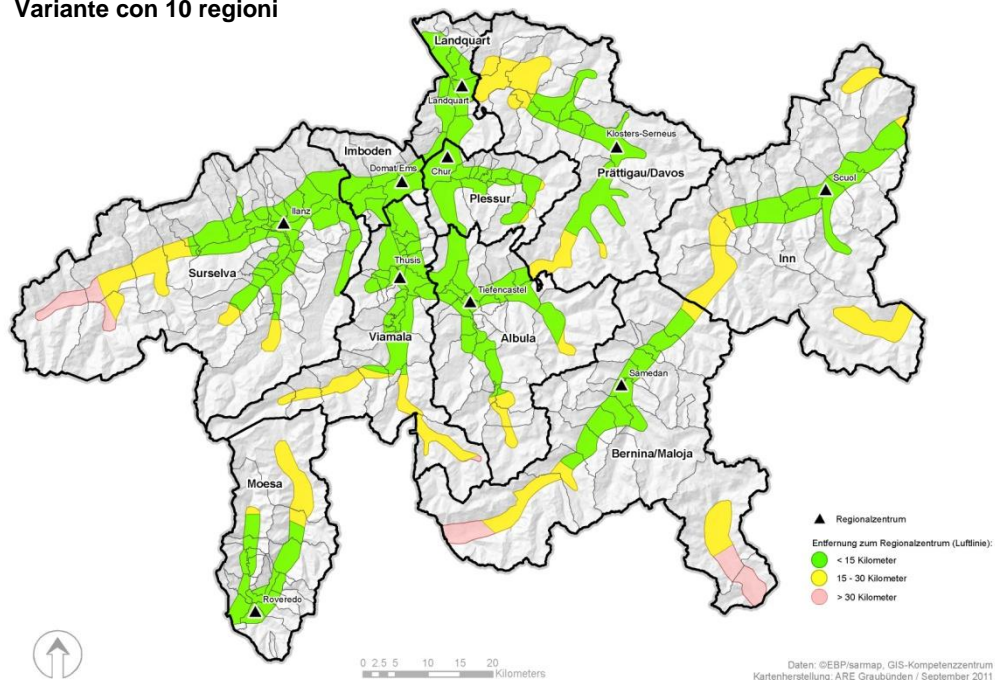 Variante con 10 regioni
Landquart
Landquart
Klosters-Serneus
Imboden
Domat/Ems
Chur
Prättigau/Davos
Plessur
Scuol
Ilanz
Inn
Surselva
Thusis
Tiefencastel
Viamala
Albula
Samedan
Bernina/Maloja
Moesa
Roveredo
Regionalzentrum
Entfernung zum Regionalzentrum (Luftlinie):
< 15 Kilometer
15 - 30 Kilometer
> 30 Kilometer
0 2.5 5 10 15 20
Kilometers
Daten: ©EBP/sarmap, GIS-Kompetenzzentrum
Kartenherstellung: ARE Graubünden / September 2011